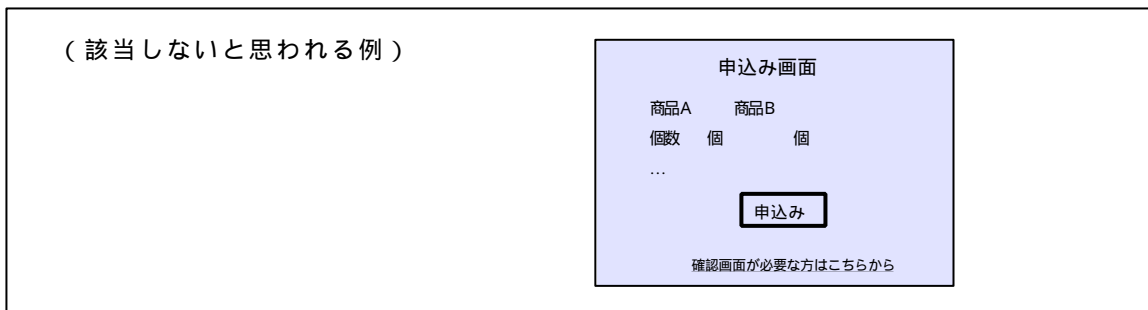 （該当しないと思われる例）
申込み画面
商品A 商品B
個数 個 個
…
申込み
確認画面が必要な方はこちらから